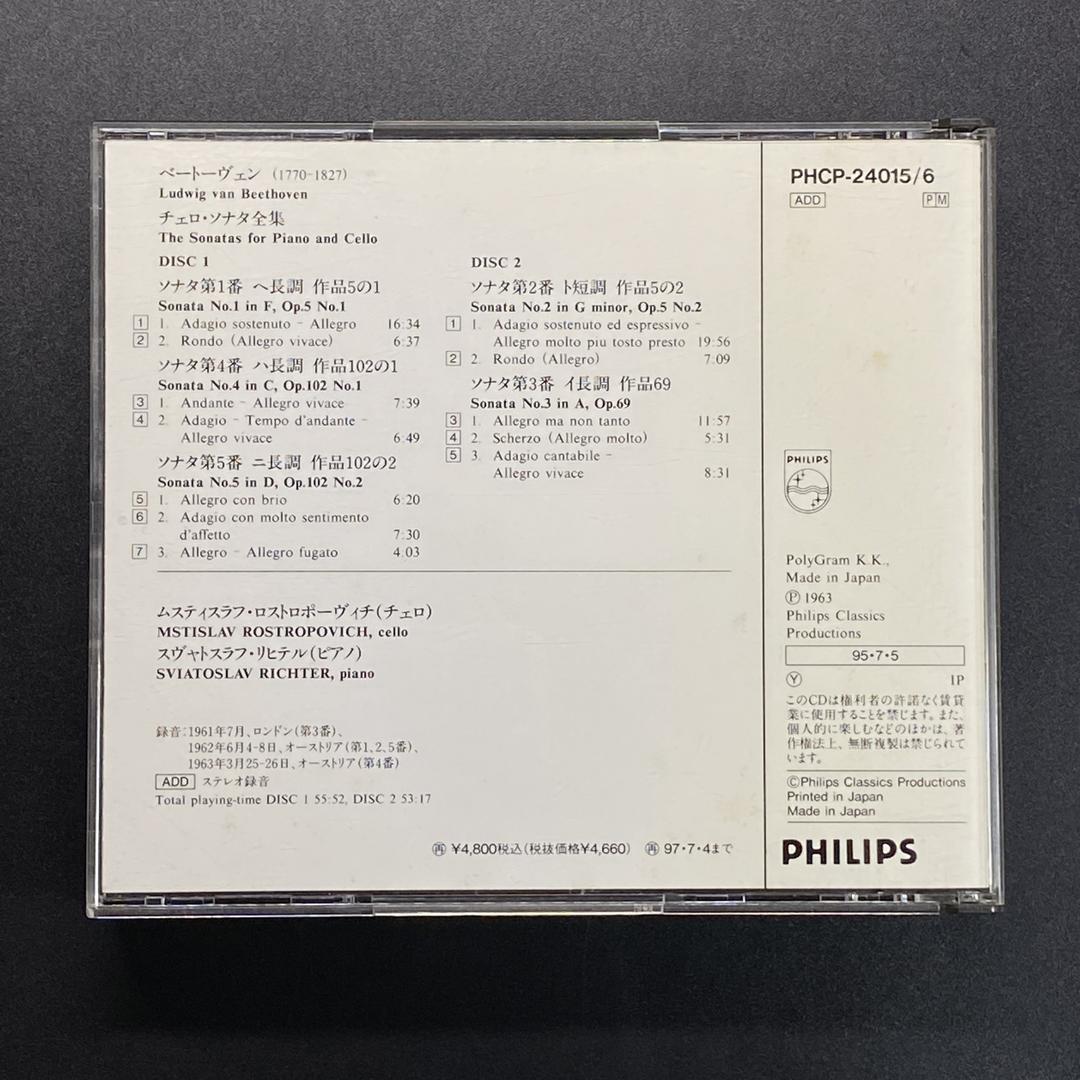 ベートーヴェン (1770-1827)
Ludwig van Beethoven
チェロ・ソナタ全集
The Sonatas for Piano and Cello
DISC 1
ソナタ第1番 ヘ長調 作品5の1
Sonata No.1 in F, Op.5 No.1
1 1. Adagio sostenuto – Allegro 16:34
2 2. Rondo (Allegro vivace) 6:37
ソナタ第4番 ハ長調 作品102の1
Sonata No.4 in C, Op.102 No.1
3 1. Andante – Allegro vivace 7:39
4 2. Adagio – Tempo d'andante –
Allegro vivace 6:49
ソナタ第5番 ニ長調 作品102の2
Sonata No.5 in D, Op.102 No.2
5 1. Allegro con brio 6:20
6 2. Adagio con molto sentimento
d'affetto 7:30
7 3. Allegro – Allegro fugato 4:03
DISC 2
ソナタ第2番 ト短調 作品5の2
Sonata No.2 in G minor, Op.5 No.2
1 1. Adagio sostenuto ed espressivo –
Allegro molto più tosto presto 19:56
2 2. Rondo (Allegro) 7:09
ソナタ第3番 イ長調 作品69
Sonata No.3 in A, Op.69
3 1. Allegro ma non tanto 11:57
4 2. Scherzo (Allegro molto) 5:31
5 3. Adagio cantabile –
Allegro vivace 8:31
ムスティスラフ・ロストロポーヴィチ(チェロ)
MSTISLAV ROSTROPOVICH, cello
スヴャトスラフ・リヒテル(ピアノ)
SVIATOSLAV RICHTER, piano
録音:1961年7月、ロンドン(第3番)、
1962年6月4-8日、オーストリア(第1、2、5番)、
1963年3月25-26日、オーストリア(第4番)
ADD ステレオ録音
Total playing-time DISC 1 55:52, DISC 2 53:17
再 ¥4,800税込(税抜価格¥4,660) 再 97・7・4まで
PHCP-24015/6
ADD PM
PHILIPS
PolyGram K.K.,
Made in Japan
Ⓟ 1963
Philips Classics
Productions
95・7・5
Ⓨ 1P
このCDは権利者の許諾なく賃貸
業に使用することを禁じます。また、
個人的に楽しむなどのほかは、著
作権法上、無断複製は禁じられて
います。
©Philips Classics Productions
Printed in Japan
Made in Japan
PHILIPS